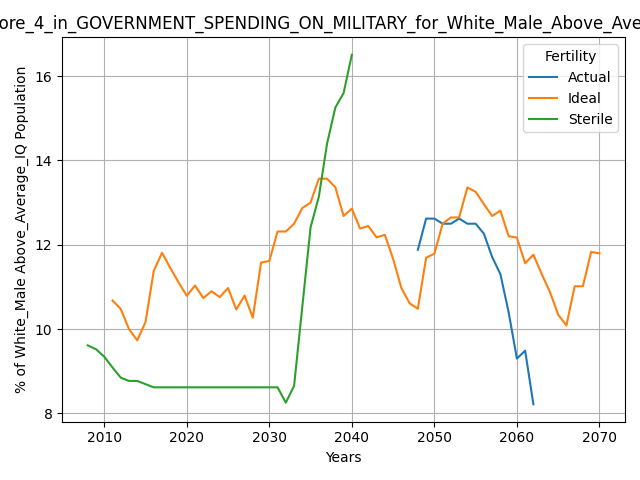 ore_4_in_GOVERNMENT_SPENDING_ON_MILITARY_for_White_Male_Above_Ave
% of White_Male Above_Average_IQ Population
16
14
12
10
8
Fertility
Actual
Ideal
Sterile
2010 2020 2030 2040 2050 2060 2070
Years